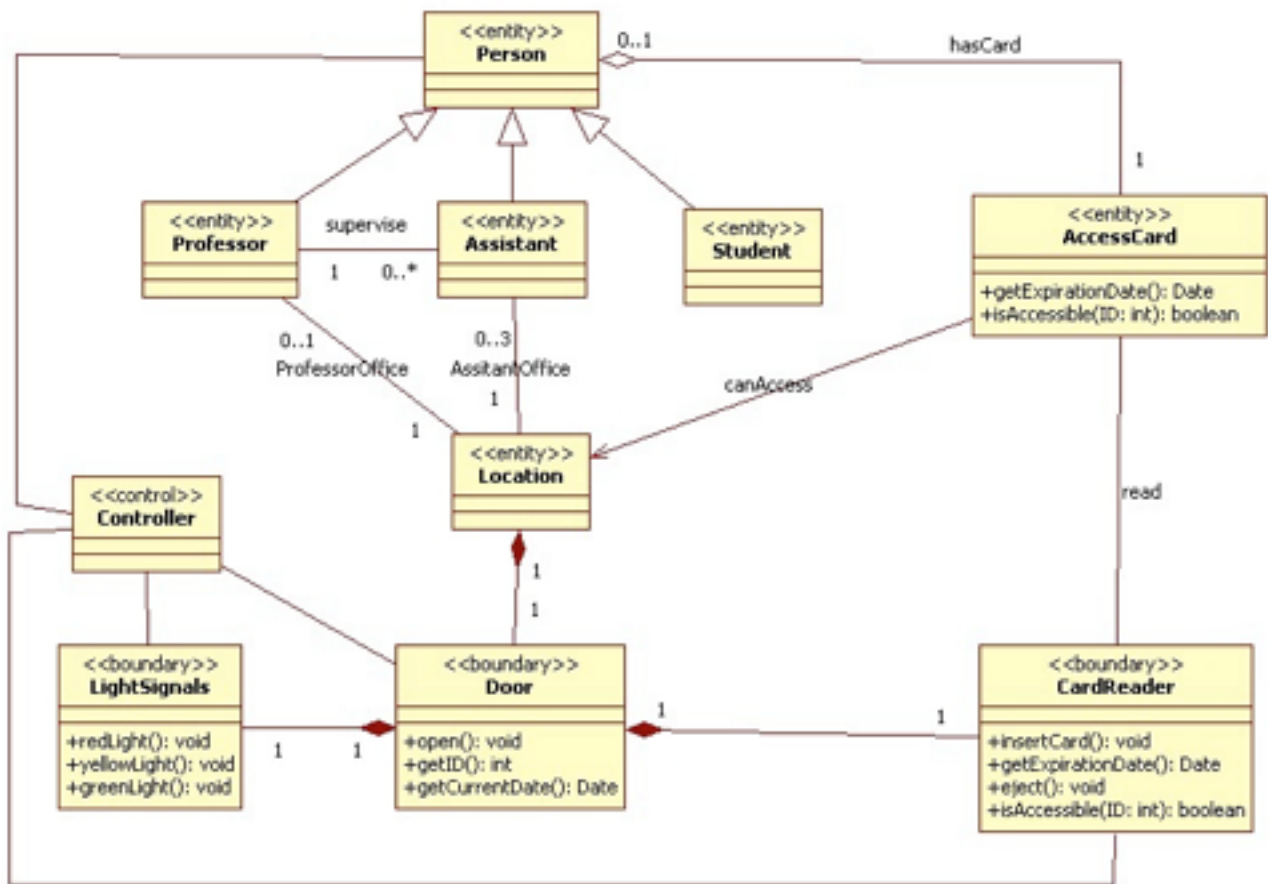 <<entity>>
Person
0..1
hasCard
1
<<entity>>
Professor
supervise
1
0..*
<<entity>>
Assistant
<<entity>>
Student
<<entity>>
AccessCard
+getExpirationDate(): Date
+isAccessible(ID: int): boolean
0..1
ProfessorOffice
1
0..3
AssitantOffice
1
canAccess
<<entity>>
Location
read
<<control>>
Controller
1
1
<<boundary>>
LightSignals
+redLight(): void
+yellowLight(): void
+greenLight(): void
1
1
<<boundary>>
Door
+open(): void
+getID(): int
+getCurrentDate(): Date
1
1
<<boundary>>
CardReader
+insertCard(): void
+getExpirationDate(): Date
+eject(): void
+isAccessible(ID: int): boolean